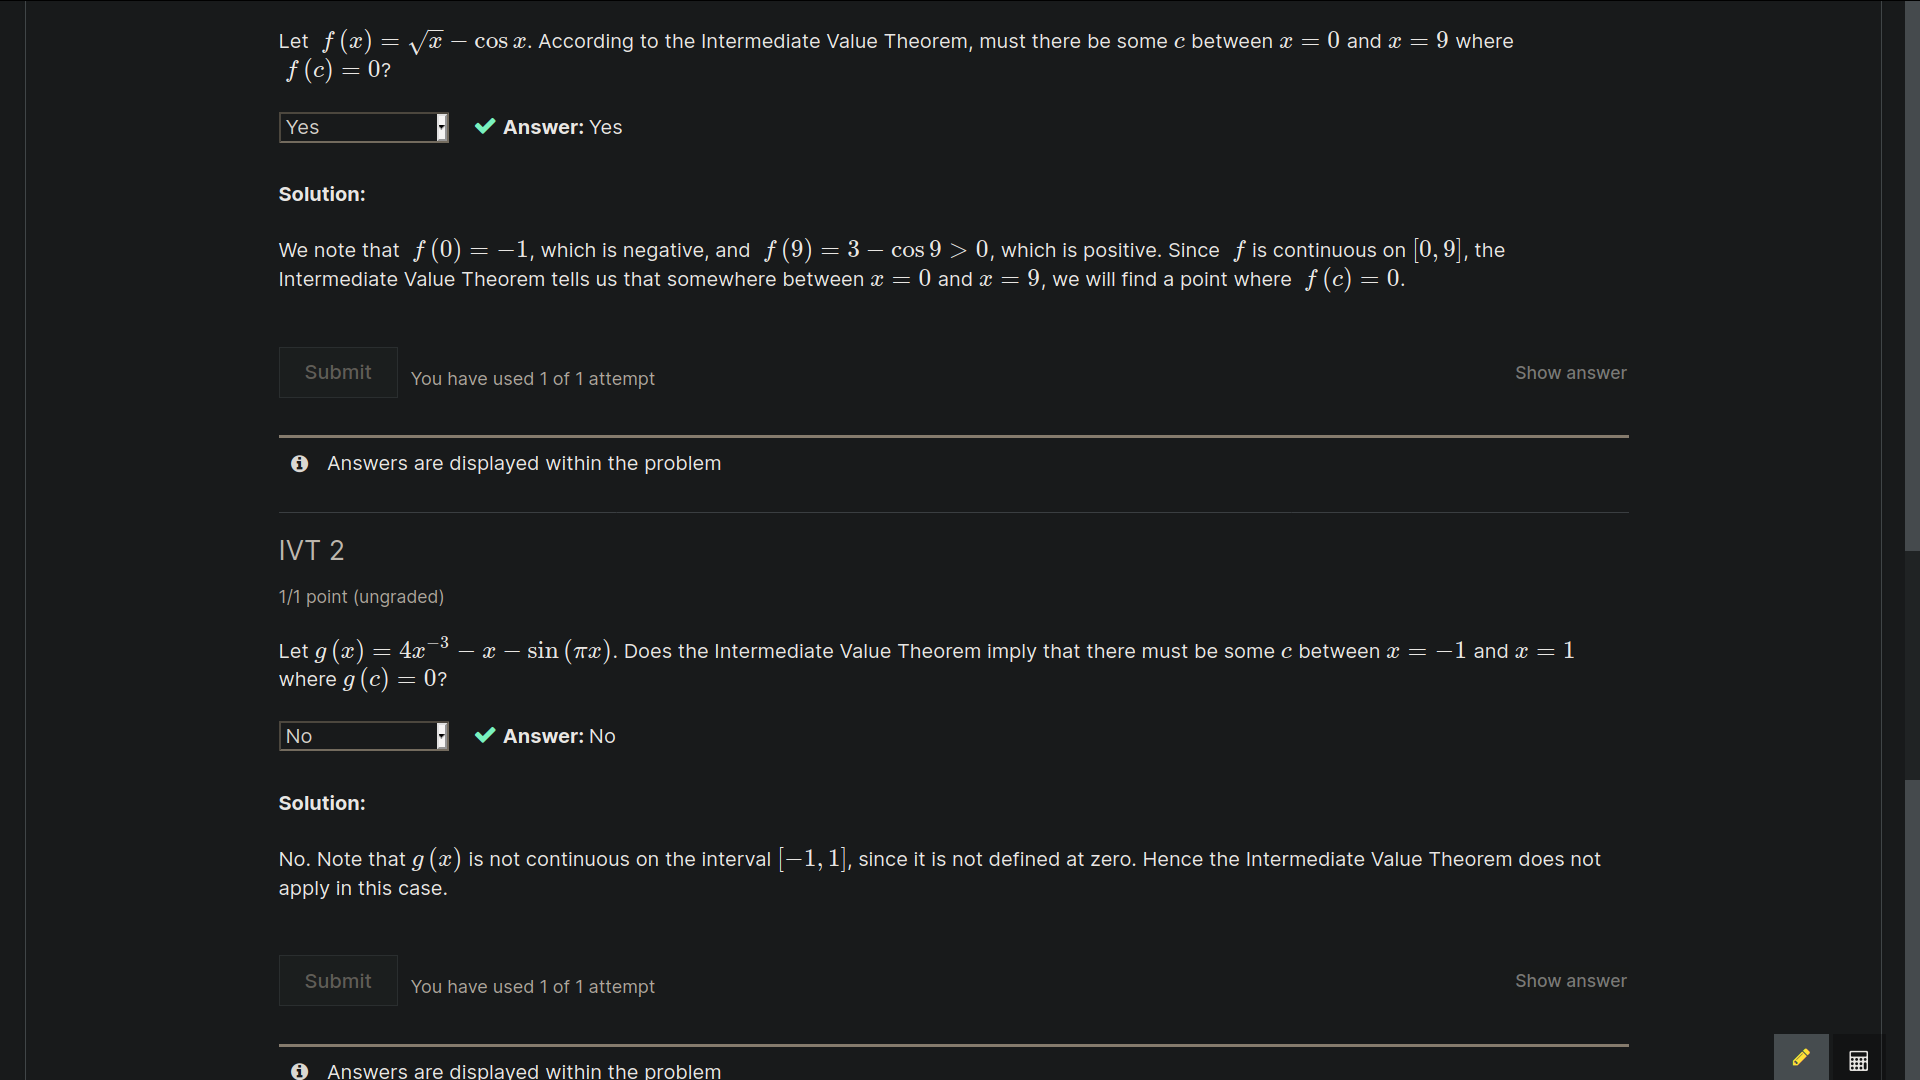 Let f (x) = √x − cos x. According to the Intermediate Value Theorem, must there be some c between x = 0 and x = 9 where
f (c) = 0?
Yes
Answer: Yes
Solution:
We note that f (0) = −1, which is negative, and f (9) = 3 − cos 9 > 0, which is positive. Since f is continuous on [0, 9], the
Intermediate Value Theorem tells us that somewhere between x = 0 and x = 9, we will find a point where f (c) = 0.
Submit
You have used 1 of 1 attempt
Show answer
Answers are displayed within the problem
IVT 2
1/1 point (ungraded)
Let g (x) = 4x⁻³ − x − sin (πx). Does the Intermediate Value Theorem imply that there must be some c between x = −1 and x = 1
where g (c) = 0?
No
Answer: No
Solution:
No. Note that g (x) is not continuous on the interval [−1, 1], since it is not defined at zero. Hence the Intermediate Value Theorem does not
apply in this case.
Submit
You have used 1 of 1 attempt
Show answer
Answers are displayed within the problem